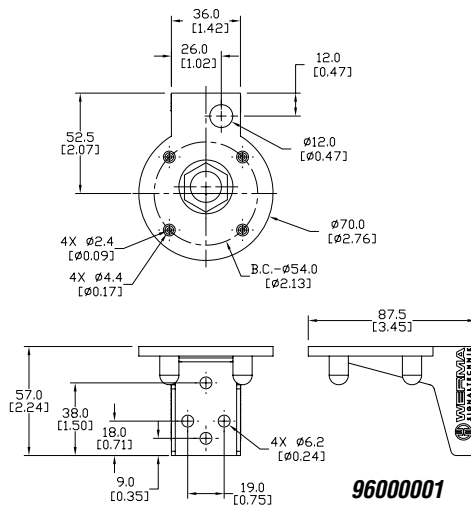 36.0
[1.42]
26.0
[1.02]
12.0
[0.47]
52.5
[2.07]
Ø12.0
[Ø0.47]
4X Ø2.4
[Ø0.09]
4X Ø4.4
[Ø0.17]
Ø70.0
[Ø2.76]
B.C.-Ø54.0
[Ø2.13]
87.5
[3.45]
57.0
[2.24]
38.0
[1.50]
18.0
[0.71]
9.0
[0.35]
4X Ø6.2
[Ø0.24]
19.0
[0.75]
WERMA
SIGNALTECHNIK
96000001